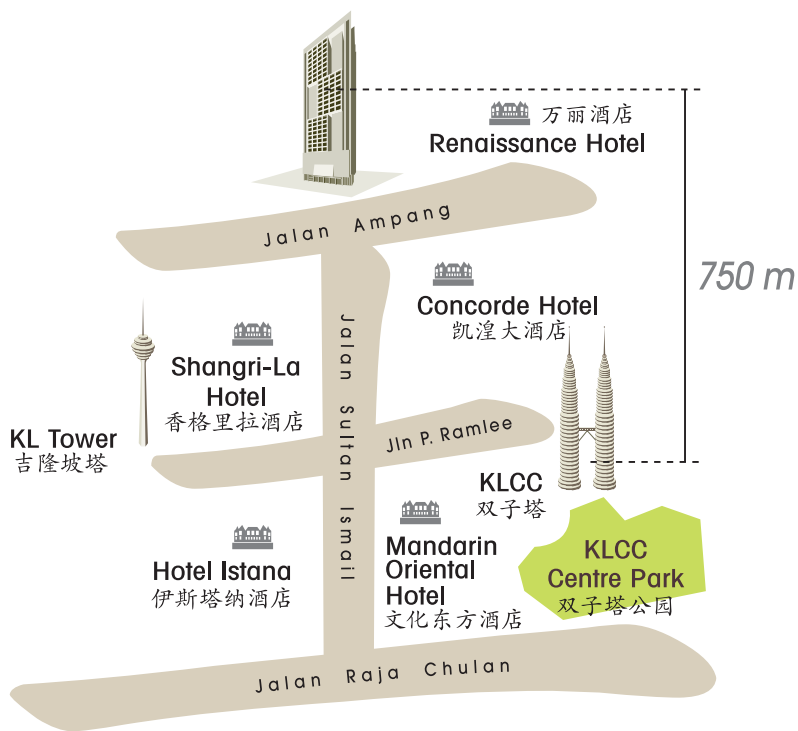 万丽酒店
Renaissance Hotel
Jalan Ampang
750 m
Concorde Hotel
凯湟大酒店
Jalan Sultan Ismail
Shangri-La
Hotel
香格里拉酒店
KL Tower
吉隆坡塔
Jln P. Ramlee
KLCC
双子塔
Hotel Istana
伊斯塔纳酒店
Mandarin
Oriental
Hotel
文化东方酒店
KLCC
Centre Park
双子塔公园
Jalan Raja Chulan